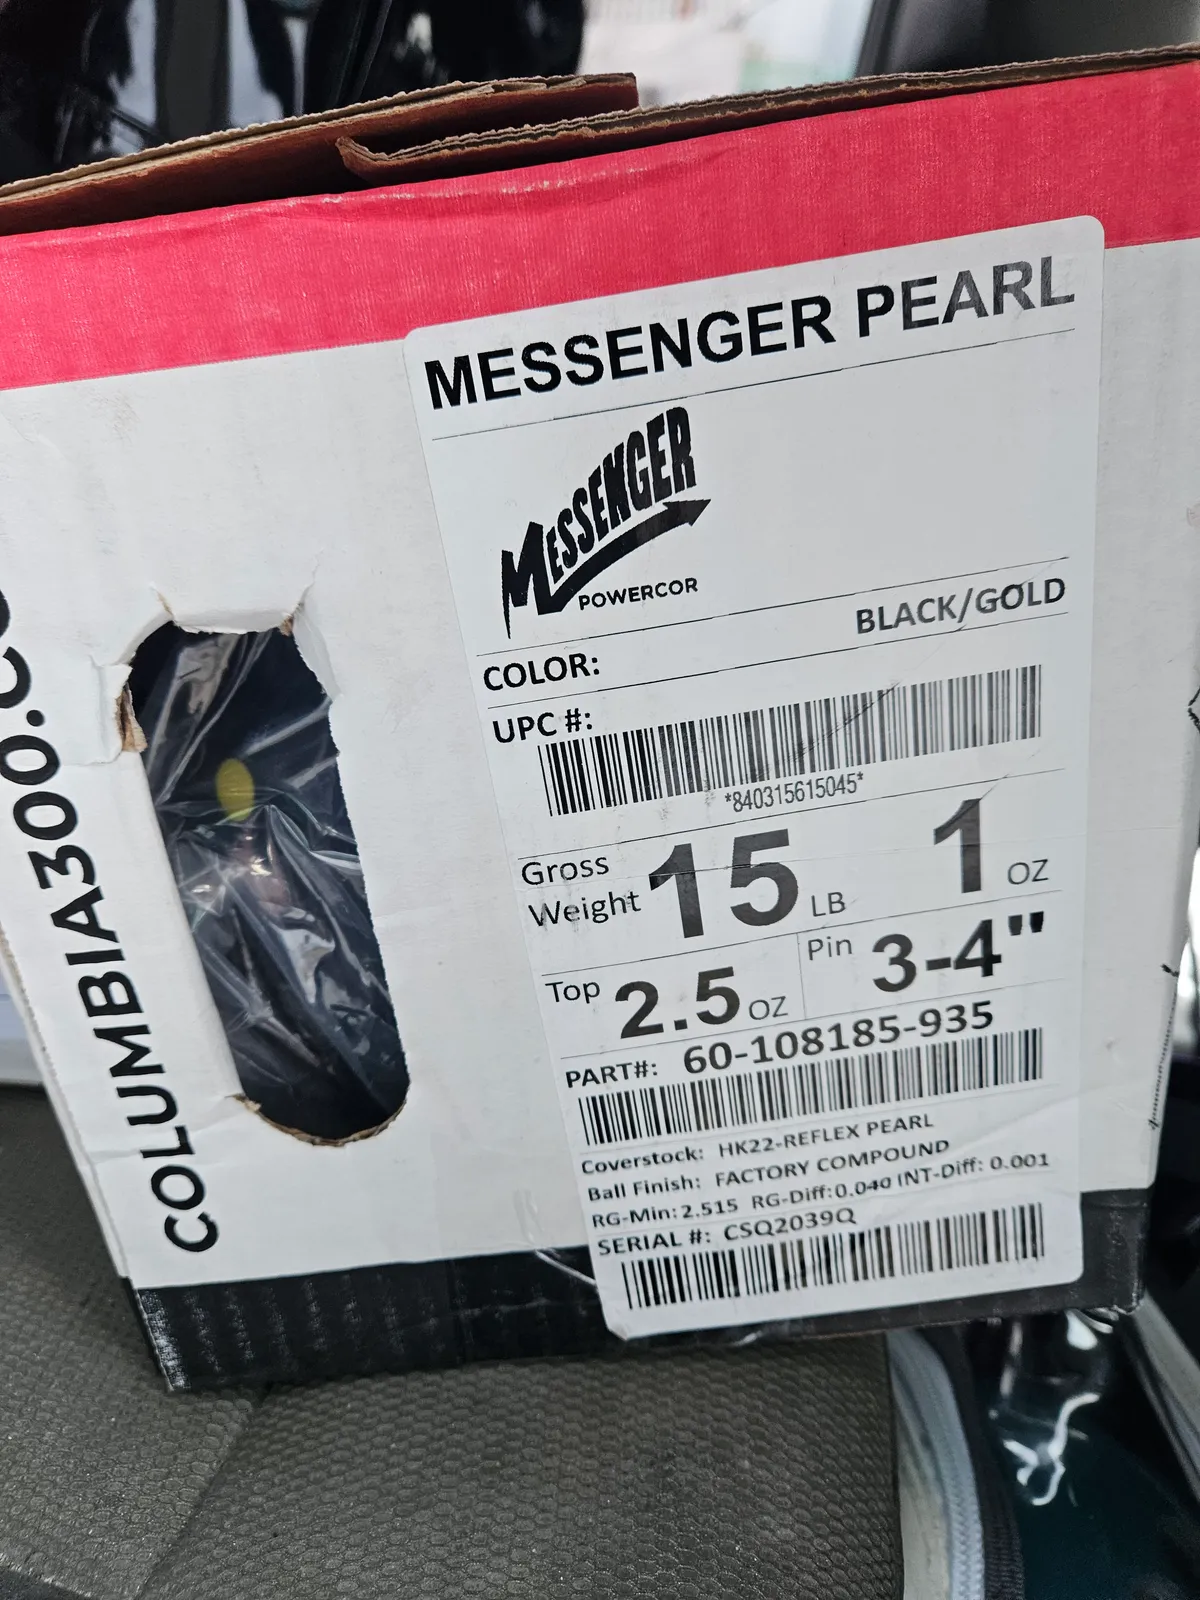 COLUMBIA300.CO
MESSENGER PEARL
MESSENGER
POWERCOR
COLOR: BLACK/GOLD
UPC #:
*840315615045*
Gross Weight 15 LB 1 OZ
Top 2.5 OZ Pin 3-4"
PART#: 60-108185-935
Coverstock: HK22-REFLEX PEARL
Ball Finish: FACTORY COMPOUND
RG-Min: 2.515 RG-Diff:0.040 INT-Diff: 0.001
SERIAL #: CSQ2039Q